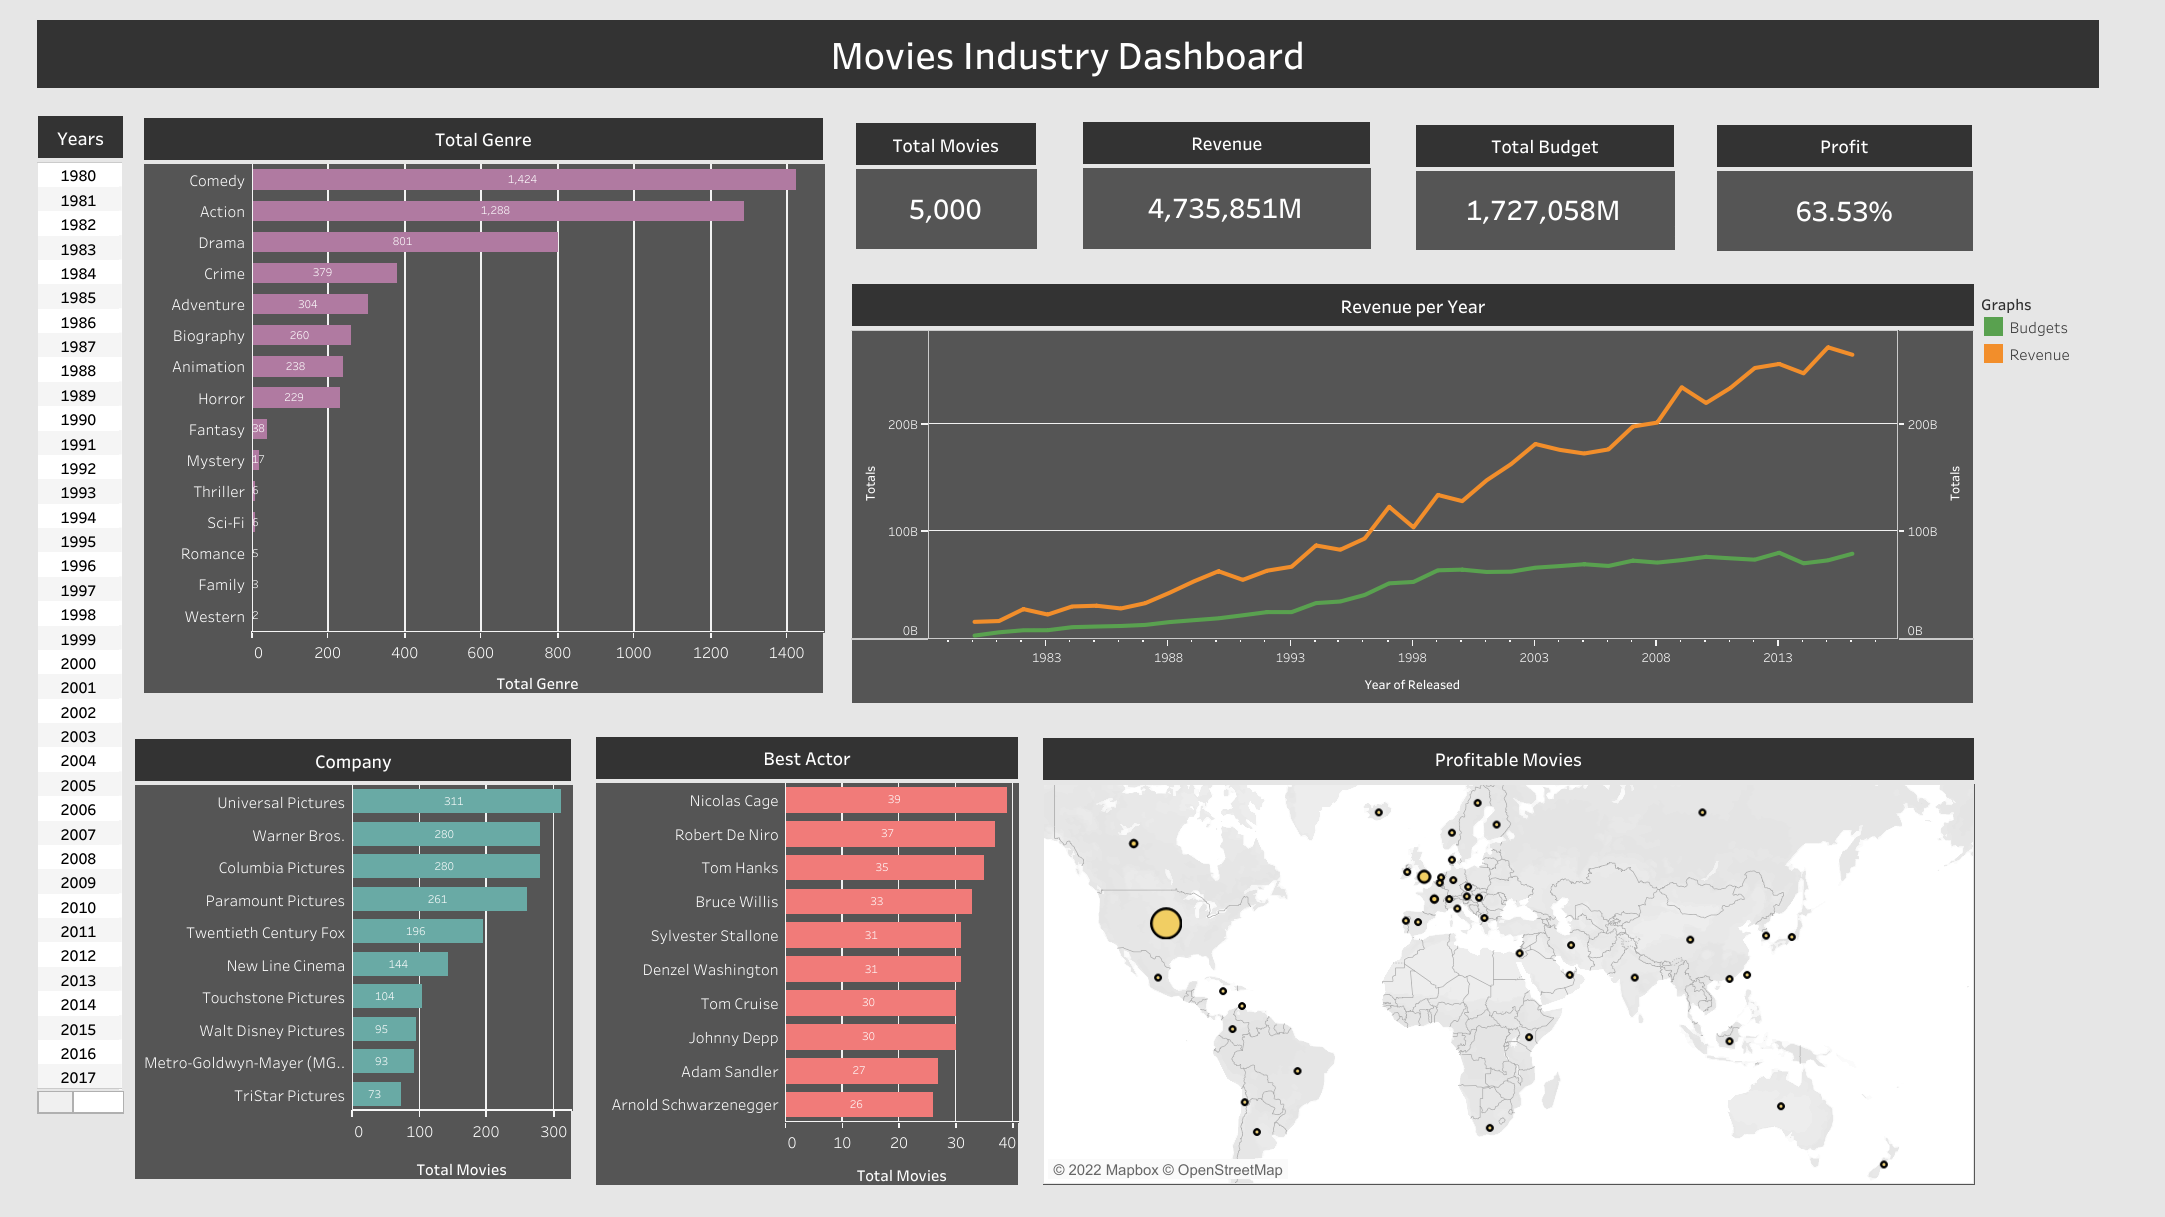 Movies Industry Dashboard
Years
1980
1981
1982
1983
1984
1985
1986
1987
1988
1989
1990
1991
1992
1993
1994
1995
1996
1997
1998
1999
2000
2001
2002
2003
2004
2005
2006
2007
2008
2009
2010
2011
2012
2013
2014
2015
2016
2017
Total Genre
Comedy 1,424
Action 1,288
Drama 801
Crime 379
Adventure 304
Biography 260
Animation 238
Horror 229
Fantasy 38
Mystery 17
Thriller
Sci-Fi
Romance 5
Family 3
Western 2
0 200 400 600 800 1000 1200 1400
Total Genre
Total Movies
5,000
Revenue
4,735,851M
Total Budget
1,727,058M
Profit
63.53%
Revenue per Year
Totals
200B
100B
0B
200B
100B
0B
Totals
1983 1988 1993 1998 2003 2008 2013
Year of Released
Graphs
Budgets
Revenue
Company
Universal Pictures 311
Warner Bros. 280
Columbia Pictures 280
Paramount Pictures 261
Twentieth Century Fox 196
New Line Cinema 144
Touchstone Pictures 104
Walt Disney Pictures 95
Metro-Goldwyn-Mayer (MG.. 93
TriStar Pictures 73
0 100 200 300
Total Movies
Best Actor
Nicolas Cage 39
Robert De Niro 37
Tom Hanks 35
Bruce Willis 33
Sylvester Stallone 31
Denzel Washington 31
Tom Cruise 30
Johnny Depp 30
Adam Sandler 27
Arnold Schwarzenegger 26
0 10 20 30 40
Total Movies
Profitable Movies
© 2022 Mapbox © OpenStreetMap